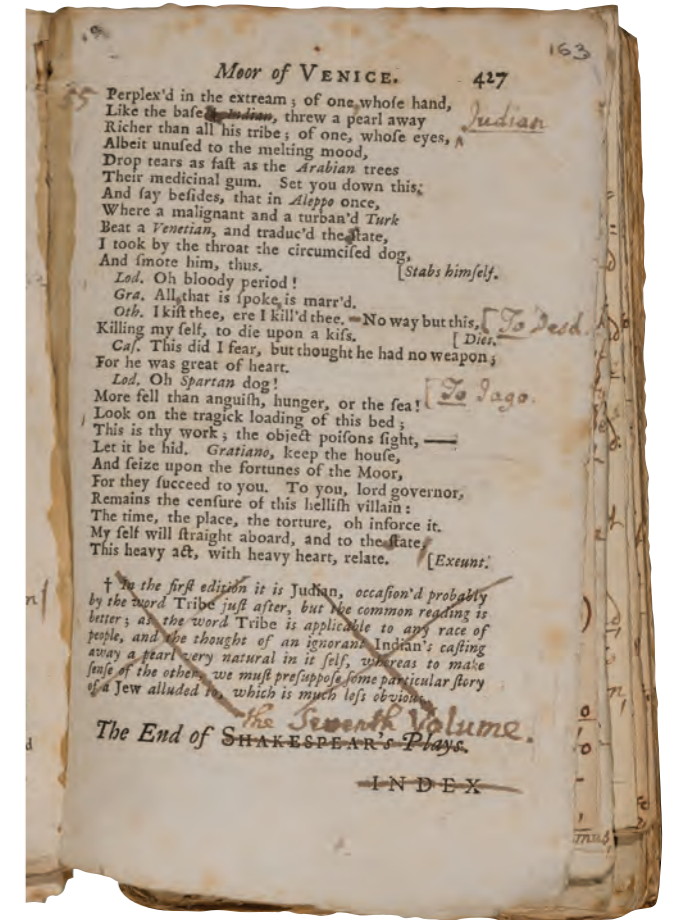 19 163
Moor of VENICE. 427
55 Perplex'd in the extream; of one whoſe hand,
Like the baſe Indian, threw a pearl away Judian
Richer than all his tribe; of one, whoſe eyes,
Albeit unuſed to the melting mood,
Drop tears as faſt as the Arabian trees
Their medicinal gum. Set you down this;
And ſay beſides, that in Aleppo once,
Where a malignant and a turban'd Turk
Beat a Venetian, and traduc'd the ſtate,
I took by the throat the circumciſed dog,
And ſmote him, thus. [Stabs himſelf.
Lod. Oh bloody period!
Gra. All that is ſpoke is marr'd.
Oth. I kiſt thee, ere I kill'd thee. — No way but this, [To Desd.
Killing my ſelf, to die upon a kiſs. [Dies.
Caſ. This did I fear, but thought he had no weapon;
For he was great of heart.
Lod. Oh Spartan dog!
More fell than anguiſh, hunger, or the ſea! [To Jago.
Look on the tragick loading of this bed;
This is thy work; the object poiſons ſight, —
Let it be hid. Gratiano, keep the houſe,
And ſeize upon the fortunes of the Moor,
For they ſucceed to you. To you, lord governor,
Remains the cenſure of this helliſh villain:
The time, the place, the torture, oh inforce it.
My ſelf will ſtraight aboard, and to the ſtate,
This heavy act, with heavy heart, relate. [Exeunt.
† In the firſt edition it is Judian, occaſion'd probably
by the word Tribe juſt after, but the common reading is
better; as the word Tribe is applicable to any race of
people, and the thought of an ignorant Indian's caſting
away a pearl very natural in it ſelf, whereas to make
ſenſe of the other, we muſt preſuppoſe ſome particular ſtory
of a Jew alluded to, which is much leſs obvious.
the Seventh Volume.
The End of SHAKESPEAR's Plays.
INDEX